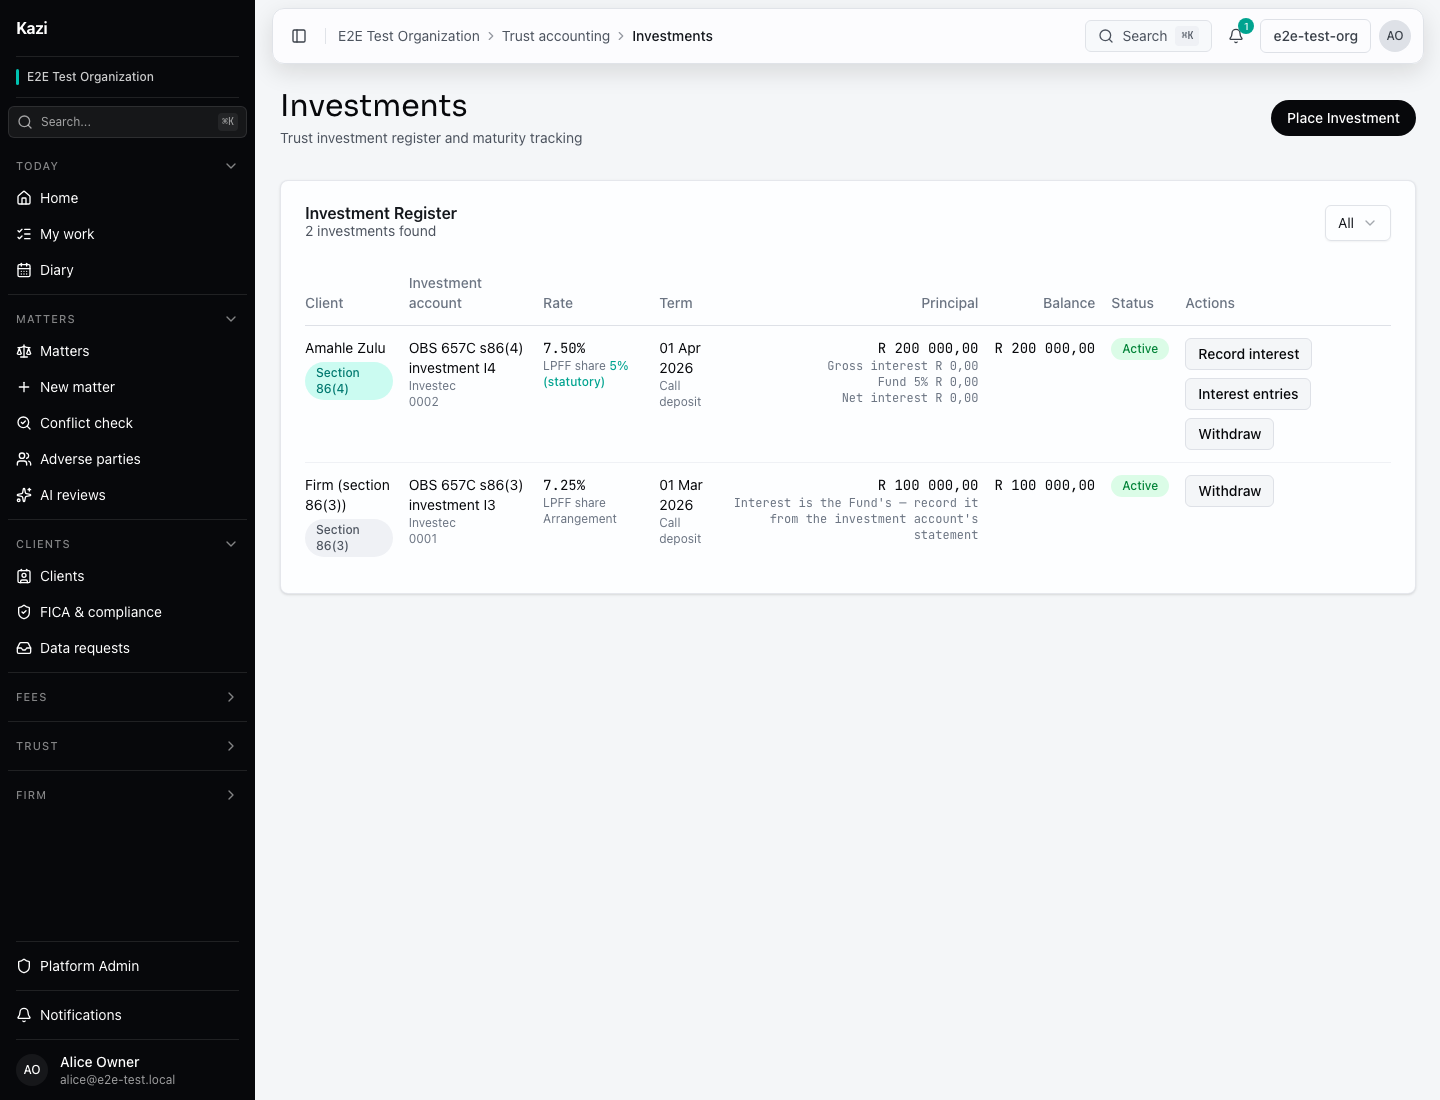 Kazi
E2E Test Organization
Search...
⌘K
TODAY
Home
My work
Diary
MATTERS
Matters
New matter
Conflict check
Adverse parties
AI reviews
CLIENTS
Clients
FICA & compliance
Data requests
FEES
TRUST
FIRM
Platform Admin
Notifications
AO
Alice Owner
alice@e2e-test.local
E2E Test Organization > Trust accounting > Investments
Search ⌘K
1
e2e-test-org
AO
Investments
Trust investment register and maturity tracking
Place Investment
Investment Register
2 investments found
All
Client
Investment
account
Rate
Term
Principal
Balance
Status
Actions
Amahle Zulu
Section
86(4)
OBS 657C s86(4)
investment I4
Investec
0002
7.50%
LPFF share 5%
(statutory)
01 Apr
2026
Call
deposit
R 200 000,00
Gross interest R 0,00
Fund 5% R 0,00
Net interest R 0,00
R 200 000,00
Active
Record interest
Interest entries
Withdraw
Firm (section
86(3))
Section
86(3)
OBS 657C s86(3)
investment I3
Investec
0001
7.25%
LPFF share
Arrangement
01 Mar
2026
Call
deposit
R 100 000,00
Interest is the Fund's — record it
from the investment account's
statement
R 100 000,00
Active
Withdraw